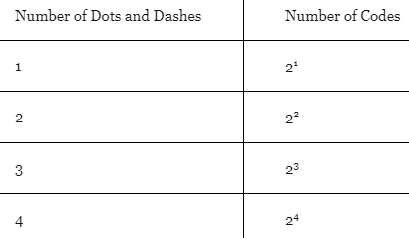 Number of Dots and Dashes Number of Codes
1 2¹
2 2²
3 2³
4 2⁴